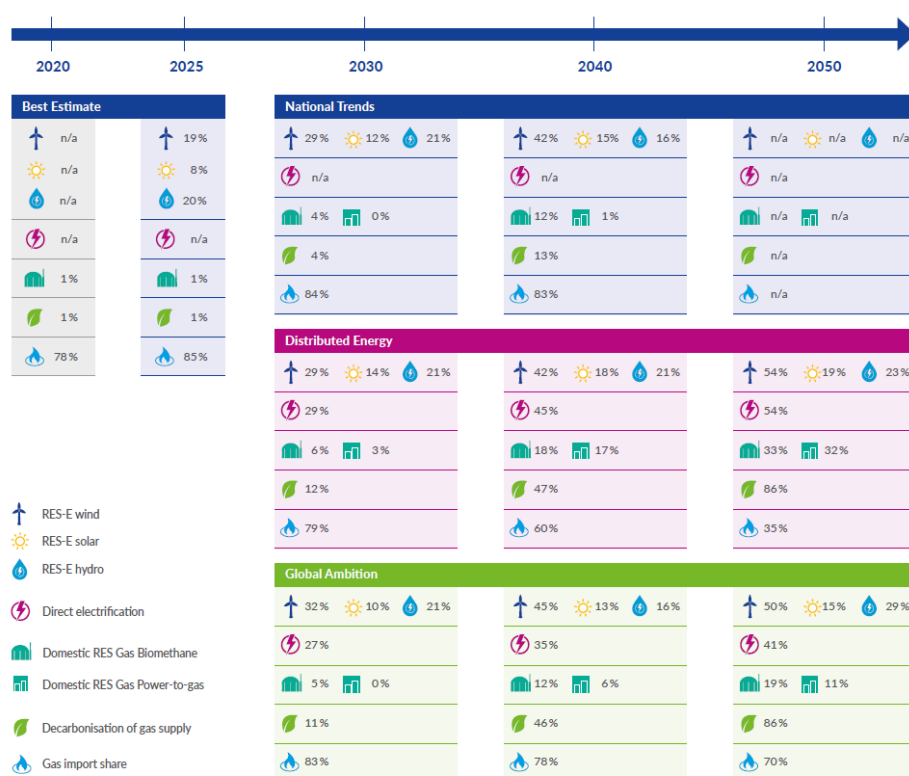 2020 2025 2030 2040 2050
Best Estimate
n/a 19%
n/a 8%
n/a 20%
n/a n/a
1% 1%
1% 1%
78% 85%
National Trends
29% 12% 21% 42% 15% 16% n/a n/a n/a
n/a n/a n/a
4% 0% 12% 1% n/a n/a
4% 13% n/a
84% 83% n/a
Distributed Energy
29% 14% 21% 42% 18% 21% 54% 19% 23%
29% 45% 54%
6% 3% 18% 17% 33% 32%
12% 47% 86%
79% 60% 35%
Global Ambition
32% 10% 21% 45% 13% 16% 50% 15% 29%
27% 35% 41%
5% 0% 12% 6% 19% 11%
11% 46% 86%
83% 78% 70%
RES-E wind
RES-E solar
RES-E hydro
Direct electrification
Domestic RES Gas Biomethane
Domestic RES Gas Power-to-gas
Decarbonisation of gas supply
Gas import share